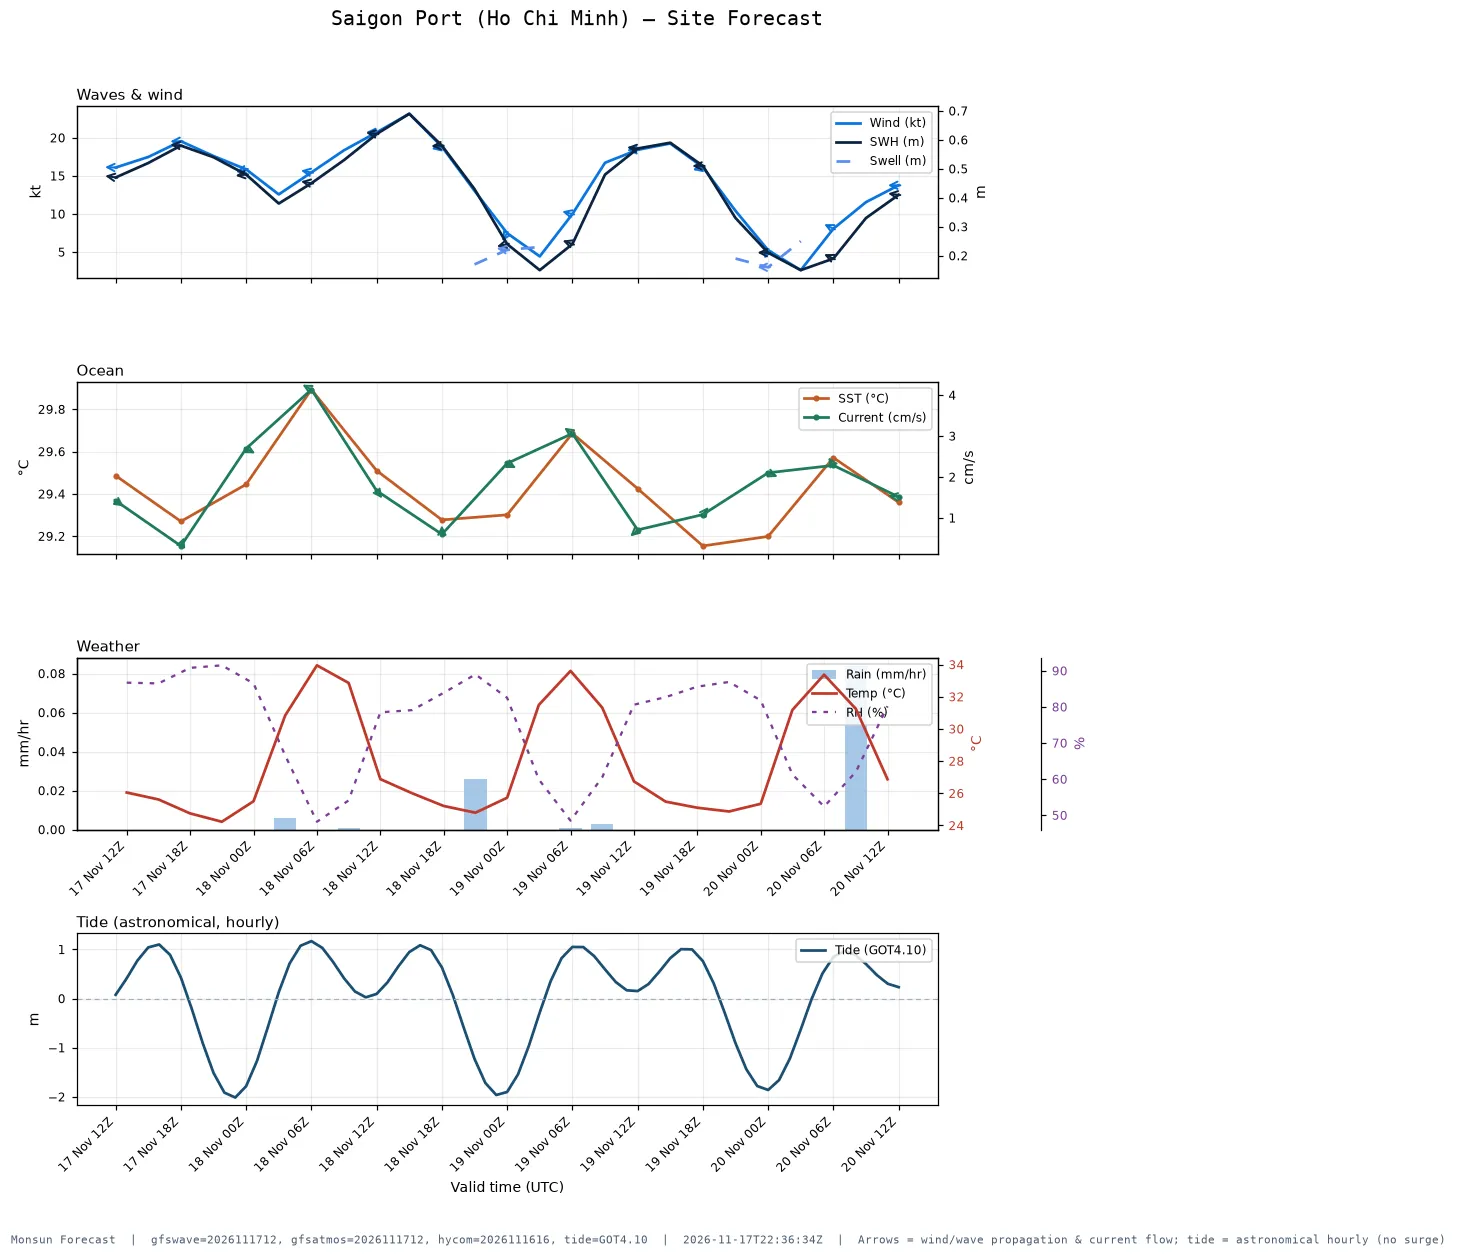 Saigon Port (Ho Chi Minh) — Site Forecast
Waves & wind
20
15
10
5
kt
0.7
0.6
0.5
0.4
0.3
0.2
m
Wind (kt)
SWH (m)
Swell (m)
Ocean
29.8
29.6
29.4
29.2
°C
4
3
2
1
cm/s
SST (°C)
Current (cm/s)
Weather
0.08
0.06
0.04
0.02
0.00
mm/hr
34
32
30
28
26
24
°C
90
80
70
60
50
%
Rain (mm/hr)
Temp (°C)
RH (%)
17 Nov 12Z
17 Nov 18Z
18 Nov 00Z
18 Nov 06Z
18 Nov 12Z
18 Nov 18Z
19 Nov 00Z
19 Nov 06Z
19 Nov 12Z
19 Nov 18Z
20 Nov 00Z
20 Nov 06Z
20 Nov 12Z
Tide (astronomical, hourly)
1
0
−1
−2
m
Tide (GOT4.10)
17 Nov 12Z
17 Nov 18Z
18 Nov 00Z
18 Nov 06Z
18 Nov 12Z
18 Nov 18Z
19 Nov 00Z
19 Nov 06Z
19 Nov 12Z
19 Nov 18Z
20 Nov 00Z
20 Nov 06Z
20 Nov 12Z
Valid time (UTC)
Monsun Forecast | gfswave=2026111712, gfsatmos=2026111712, hycom=2026111616, tide=GOT4.10 | 2026-11-17T22:36:34Z | Arrows = wind/wave propagation & current flow; tide = astronomical hourly (no surge)